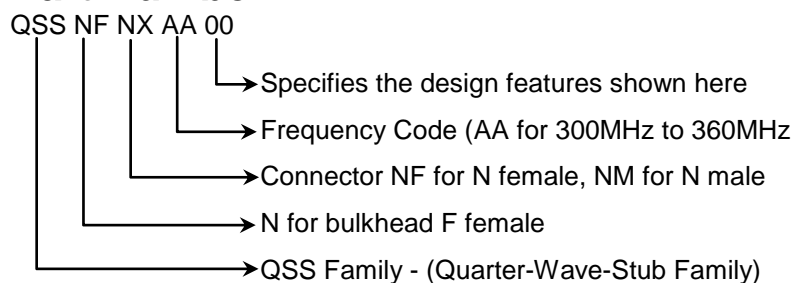 QSS NF NX AA 00
Specifies the design features shown here
Frequency Code (AA for 300MHz to 360MHz
Connector NF for N female, NM for N male
N for bulkhead F female
QSS Family - (Quarter-Wave-Stub Family)